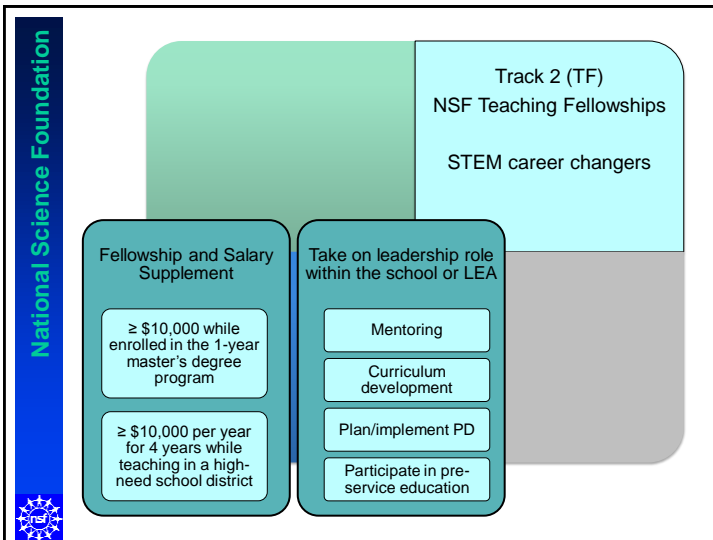 National Science Foundation
Track 2 (TF)
NSF Teaching Fellowships
STEM career changers
Fellowship and Salary
Supplement
≥ $10,000 while
enrolled in the 1-year
master's degree
program
≥ $10,000 per year
for 4 years while
teaching in a high-
need school district
Take on leadership role
within the school or LEA
Mentoring
Curriculum
development
Plan/implement PD
Participate in pre-
service education
nsf